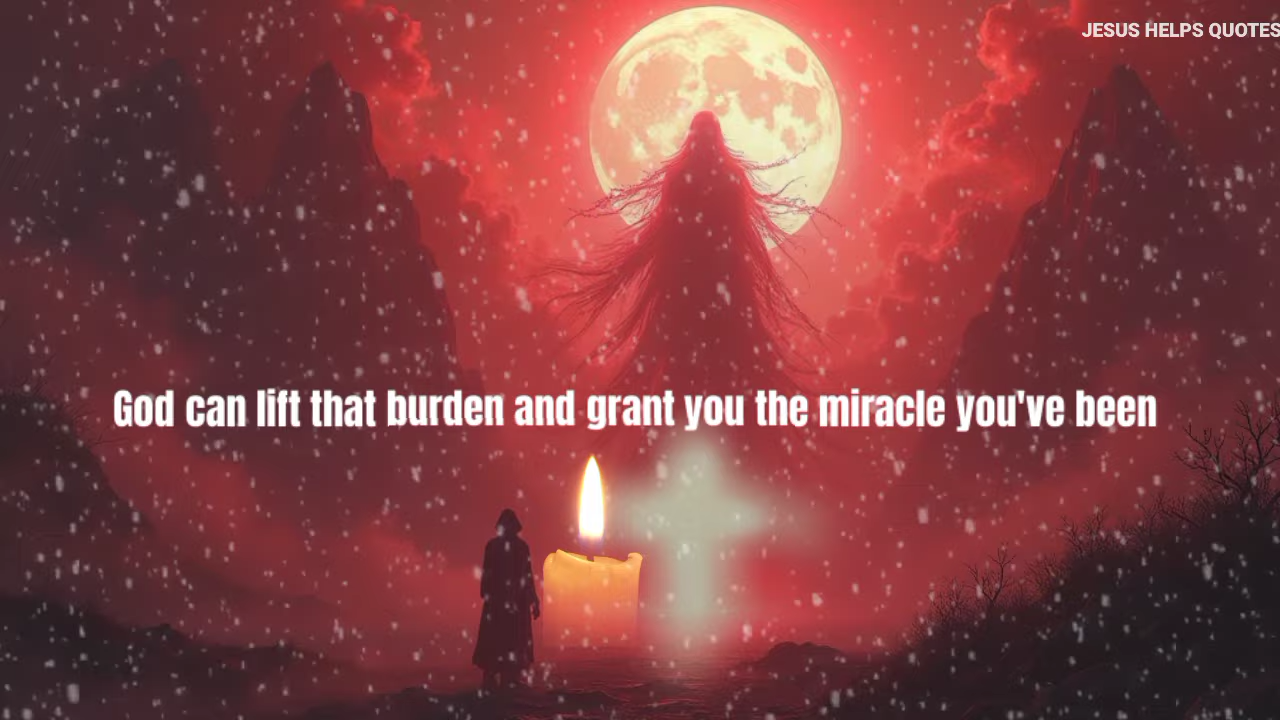 JESUS HELPS QUOTES
God can lift that burden and grant you the miracle you've been